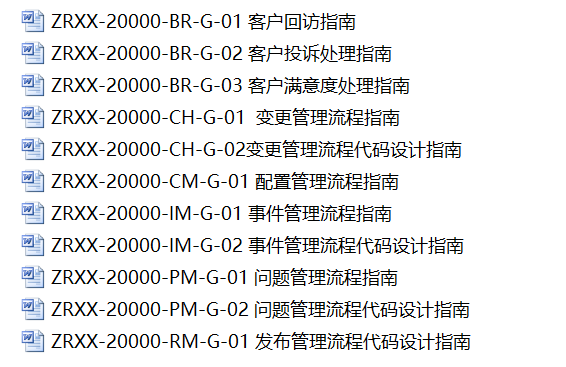 ZRXX-20000-BR-G-01 客户回访指南
ZRXX-20000-BR-G-02 客户投诉处理指南
ZRXX-20000-BR-G-03 客户满意度处理指南
ZRXX-20000-CH-G-01  变更管理流程指南
ZRXX-20000-CH-G-02变更管理流程代码设计指南
ZRXX-20000-CM-G-01 配置管理流程指南
ZRXX-20000-IM-G-01 事件管理流程指南
ZRXX-20000-IM-G-02 事件管理流程代码设计指南
ZRXX-20000-PM-G-01 问题管理流程指南
ZRXX-20000-PM-G-02 问题管理流程代码设计指南
ZRXX-20000-RM-G-01 发布管理流程代码设计指南